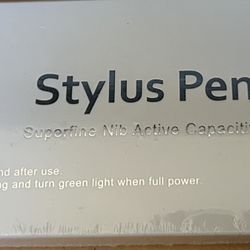 Stylus Pen
Superfine Nib Active Capaciti
nd after use.
ng and turn green light when full power.